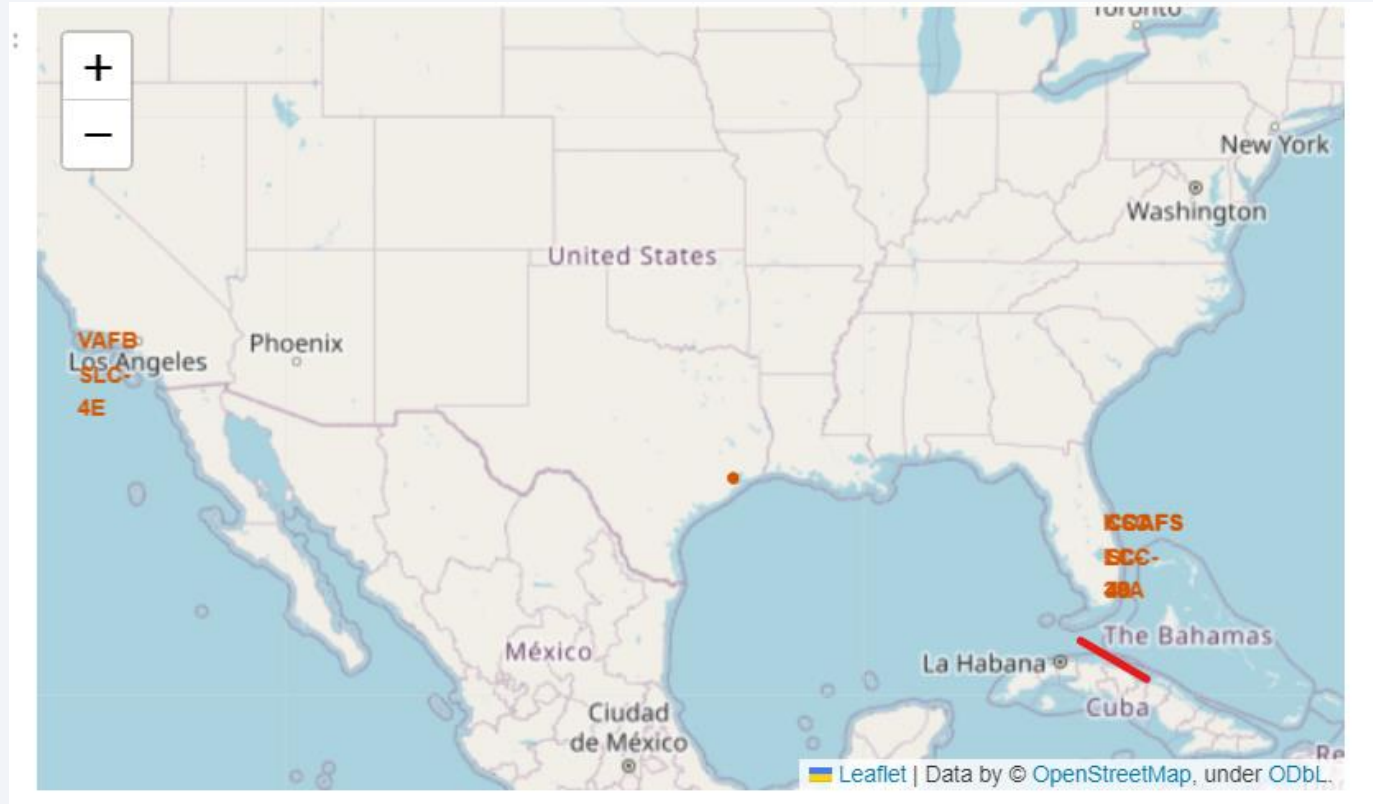 Toronto
+
−
New York
Washington
United States
VAFB
Los Angeles
SLC-
4E
Phoenix
The Bahamas
La Habana
Cuba
México
Ciudad
de México
Leaflet | Data by © OpenStreetMap, under ODbL.